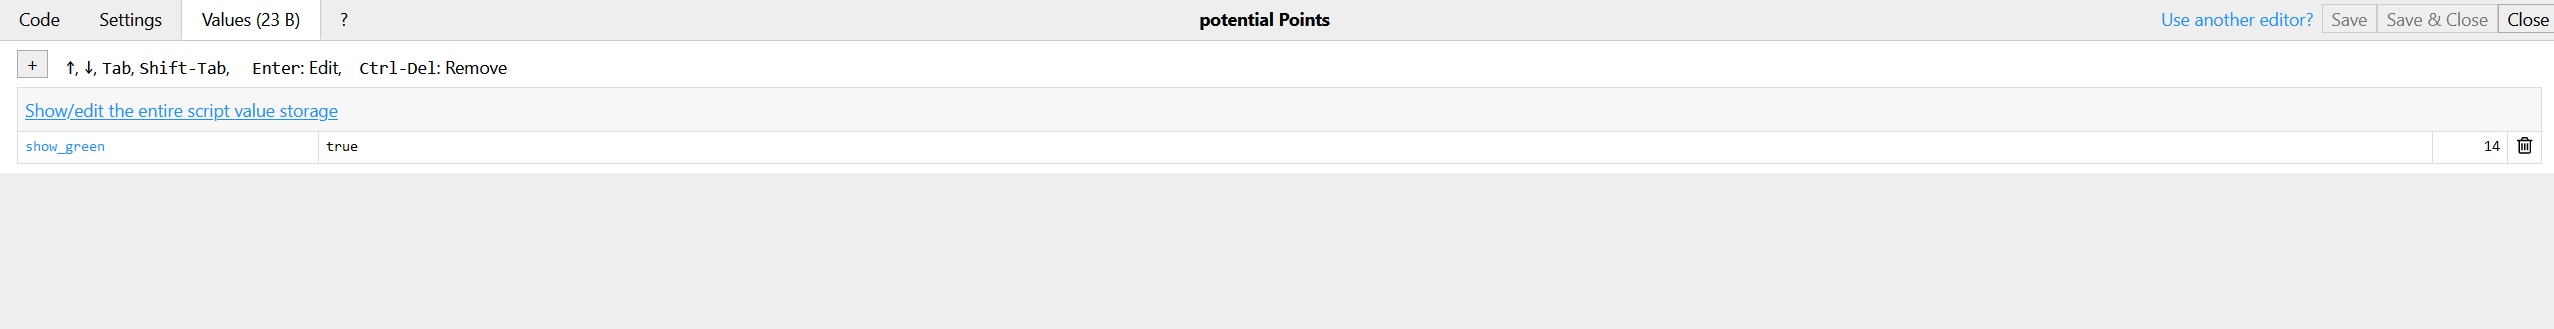 Code Settings Values (23 B) ? potential Points Use another editor? Save Save & Close Close
+ ↑, ↓, Tab, Shift-Tab, Enter: Edit, Ctrl-Del: Remove
Show/edit the entire script value storage
show_green true 14